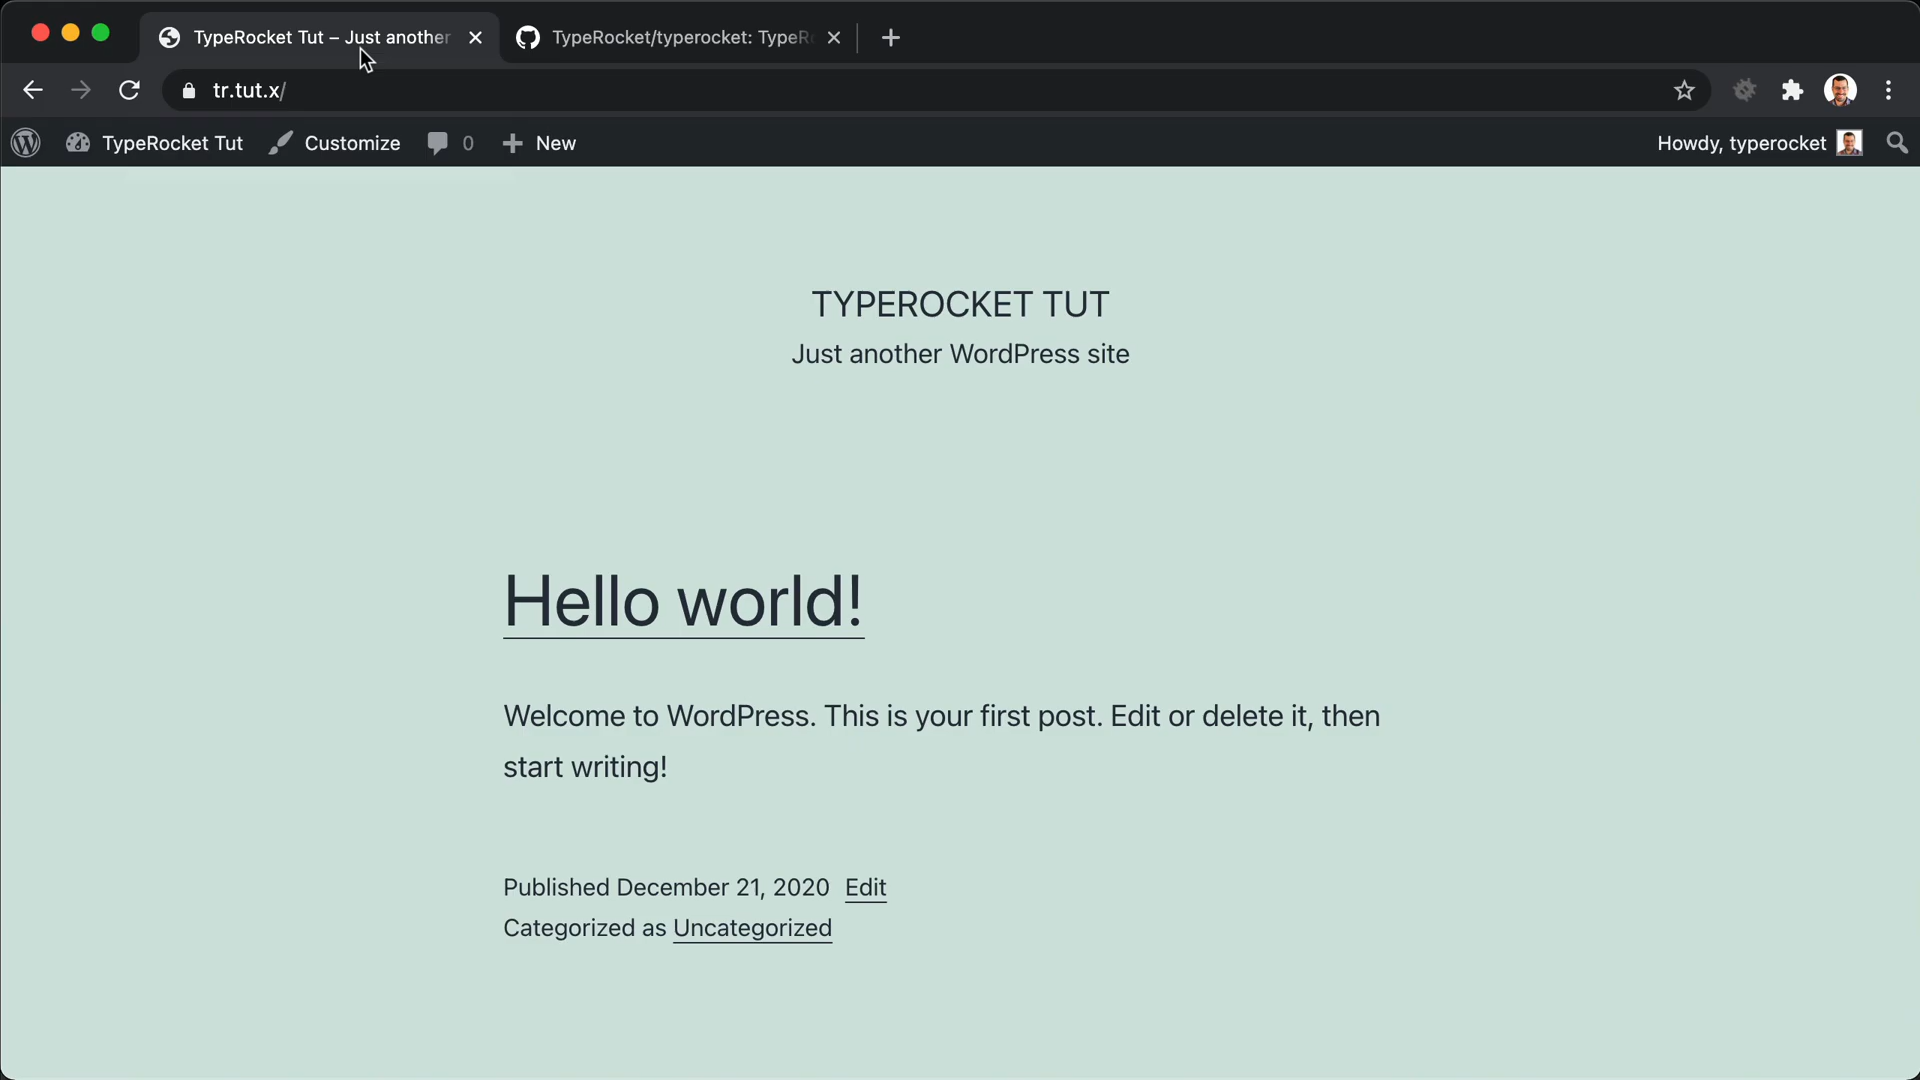 TypeRocket Tut – Just another
TypeRocket/typerocket: TypeR
tr.tut.x/
TypeRocket Tut
Customize
0
New
Howdy, typerocket
TYPEROCKET TUT
Just another WordPress site
Hello world!
Welcome to WordPress. This is your first post. Edit or delete it, then
start writing!
Published December 21, 2020 Edit
Categorized as Uncategorized